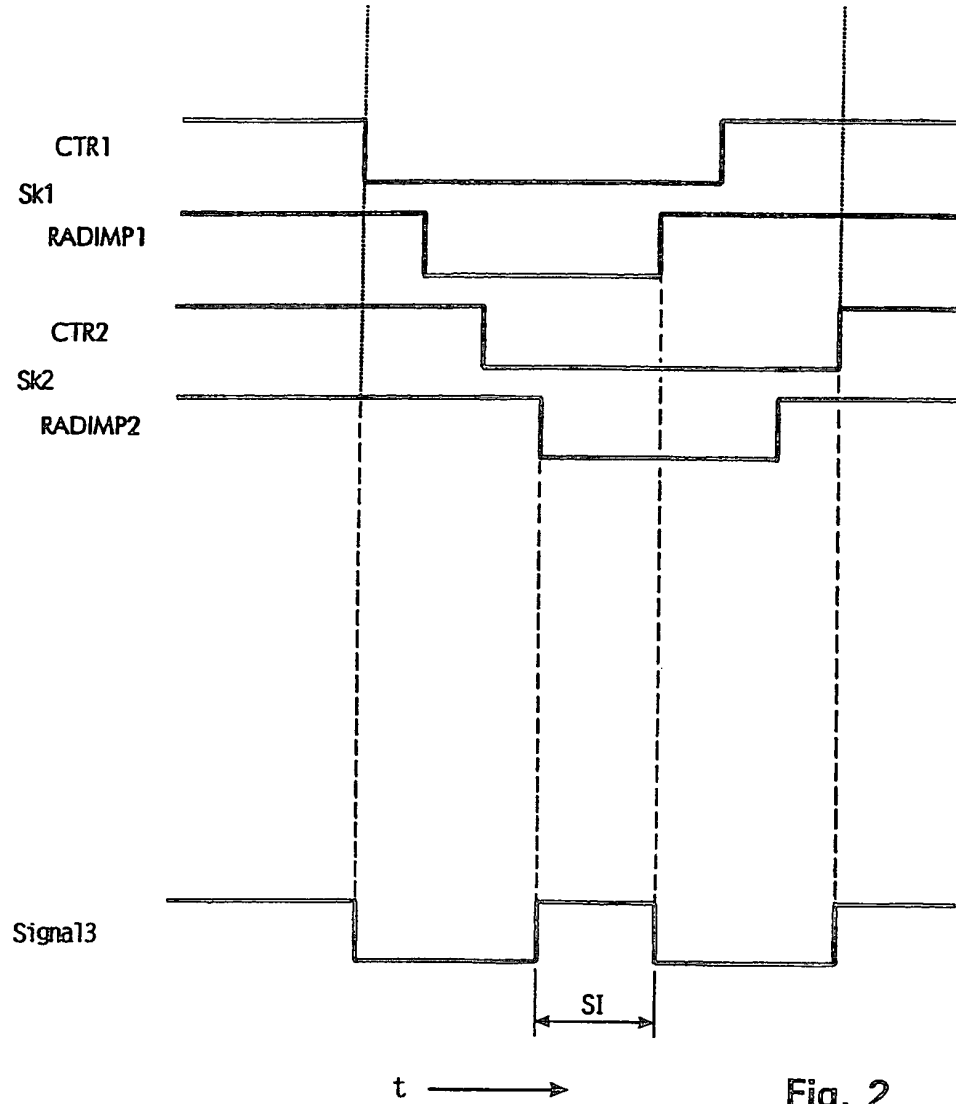 CTR1
Sk1
RADIMP1
CTR2
Sk2
RADIMP2
Signal3
SI
t
Fig. 2